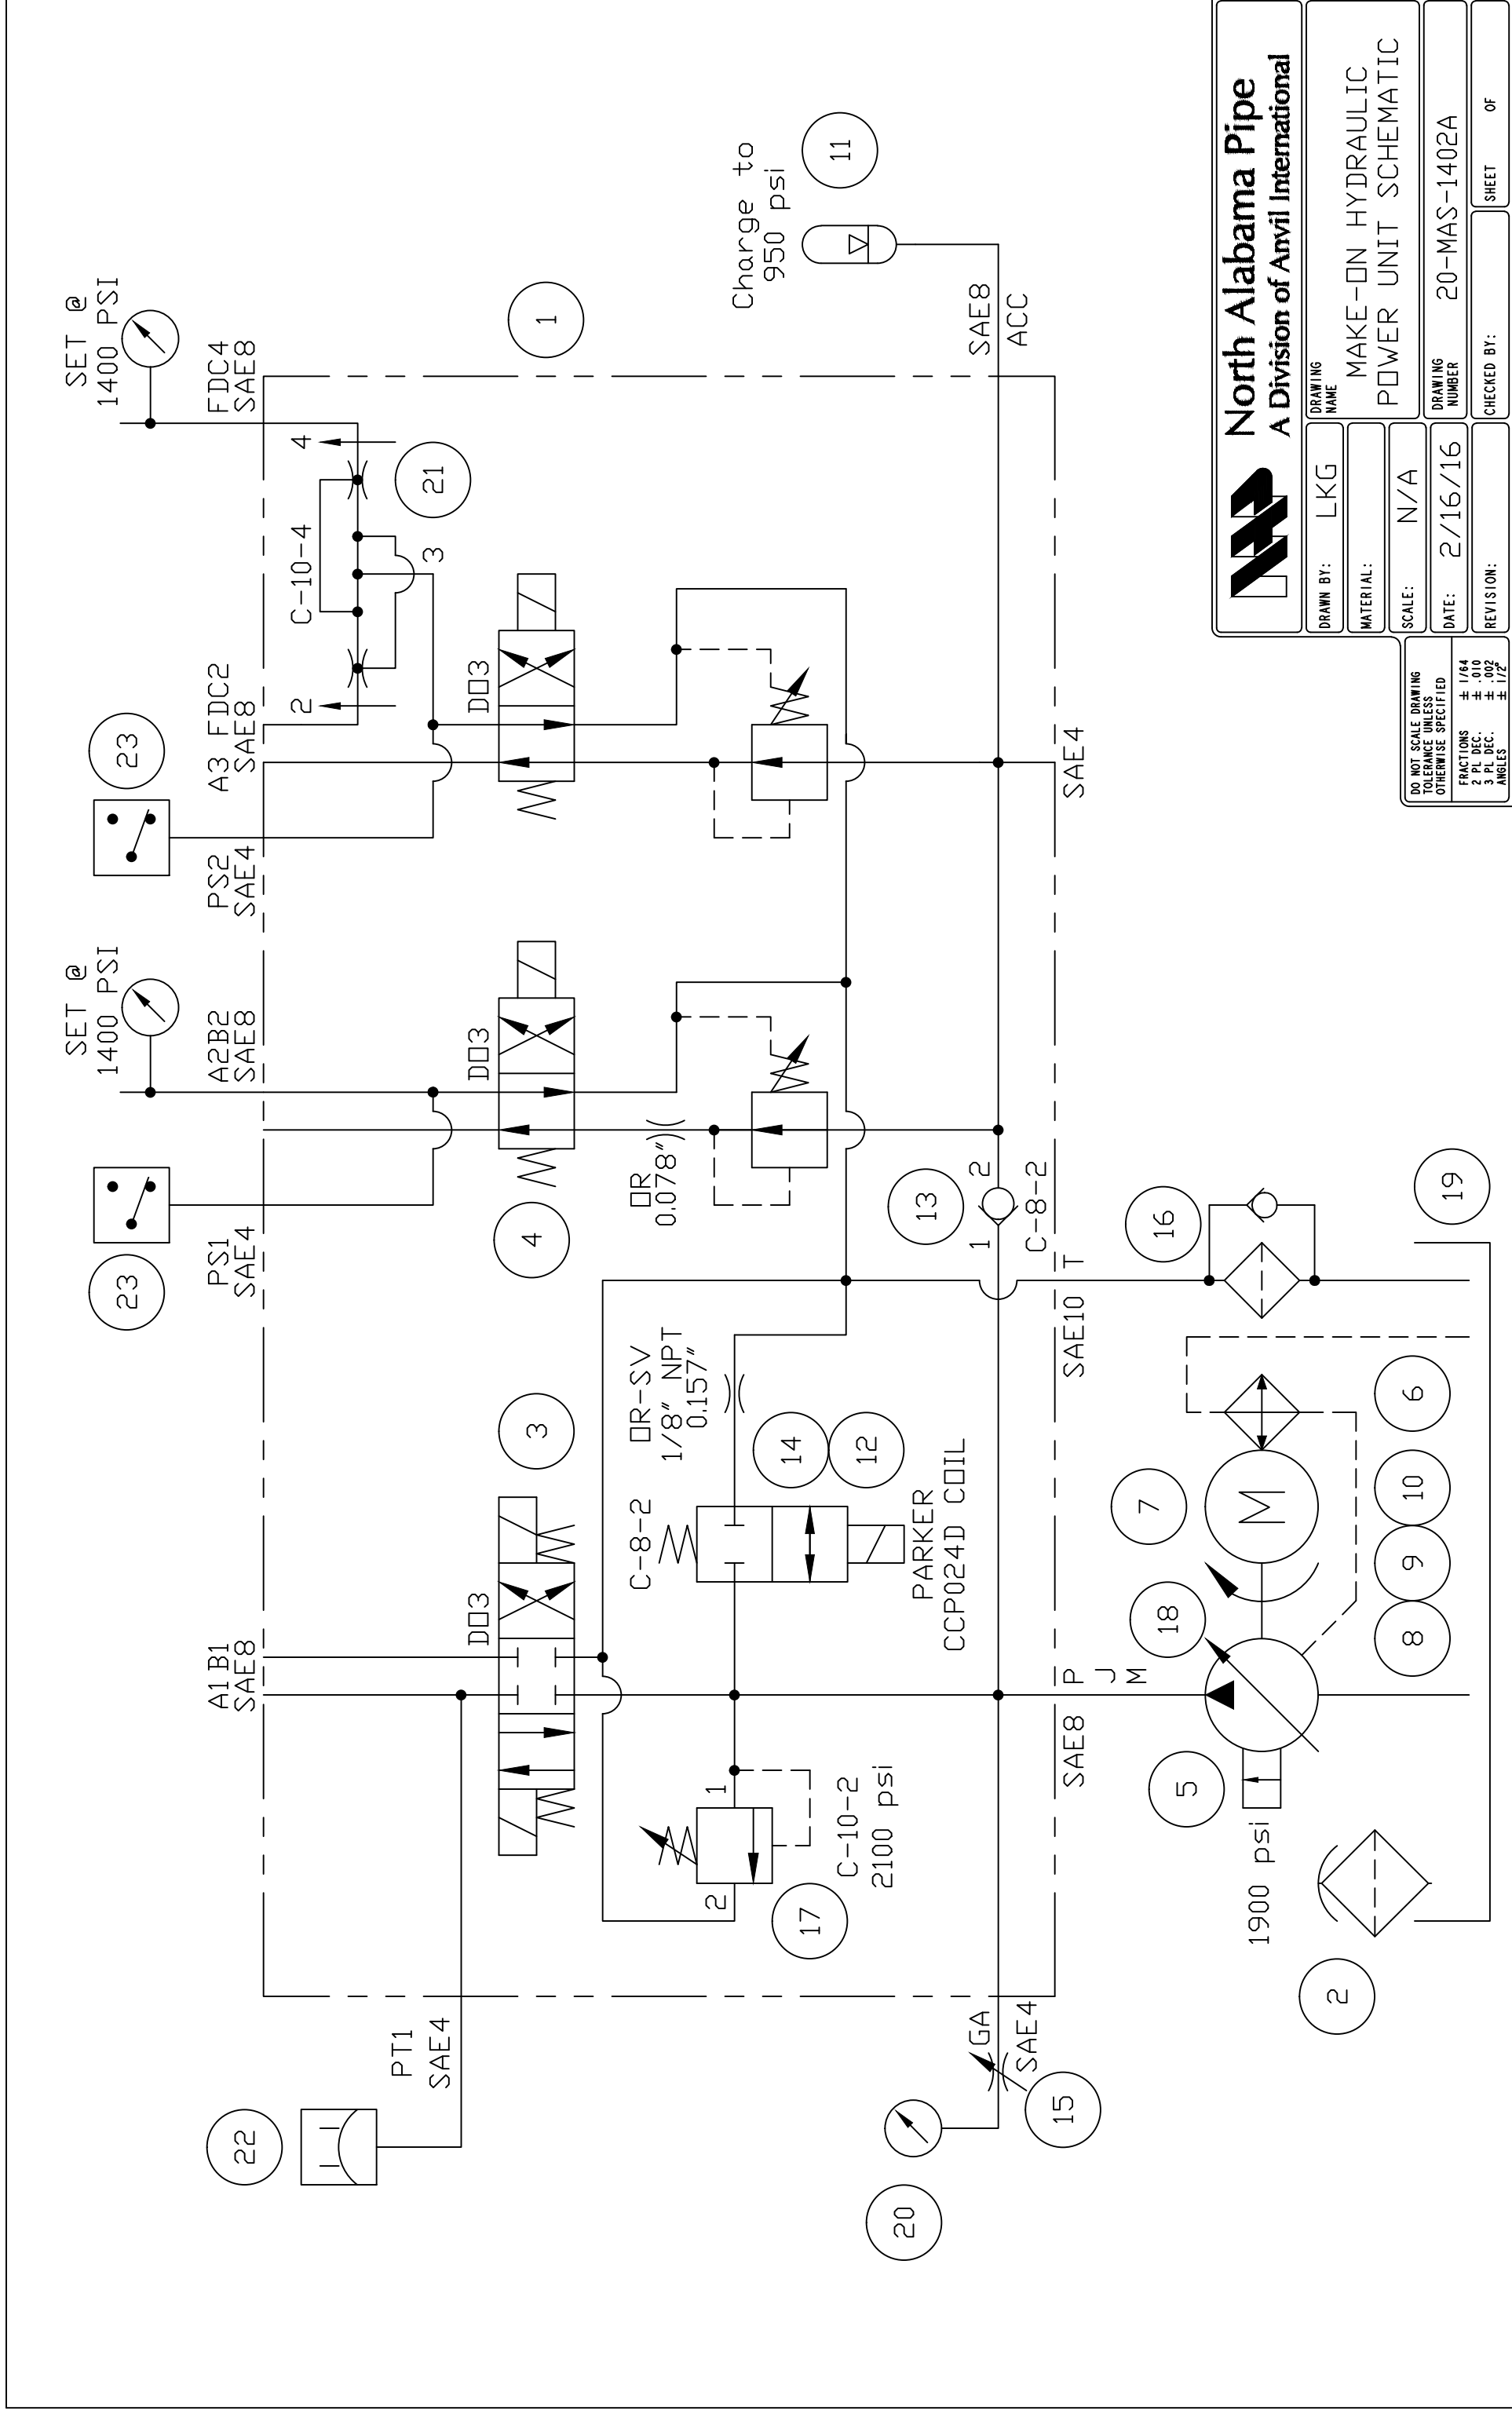 SET @
1400 PSI
FDC4
SAE8
C-10-4
4
21
3
2
A3 FDC2
SAE8
23
PS2
SAE4
DO3
SAE4
1
Charge to
950 psi
11
SAE8
ACC
SET @
1400 PSI
A2B2
SAE8
23
PS1
SAE4
DO3
4
OR
0.078"
13
2
1
C-8-2
A1B1
SAE8
DO3
3
OR-SV
1/8" NPT
0.157"
C-8-2
14
12
PARKER
CCP024D COIL
SAE10 T
16
19
PT1
SAE4
22
1
2
C-10-2
2100 psi
17
SAE8 P
J
M
GA
SAE4
15
20
7
M
18
5
1900 psi
6
10
9
8
2
North Alabama Pipe
A Division of Anvil International
DRAWN BY: LKG
DRAWING
NAME
MAKE-ON HYDRAULIC
POWER UNIT SCHEMATIC
MATERIAL:
SCALE: N/A
DATE: 2/16/16
DRAWING
NUMBER 20-MAS-1402A
REVISION:
CHECKED BY:
SHEET OF
DO NOT SCALE DRAWING
TOLERANCE UNLESS
OTHERWISE SPECIFIED
FRACTIONS ± 1/64
2 PL DEC. ± .010
3 PL DEC. ± .002
ANGLES ± 1/2°